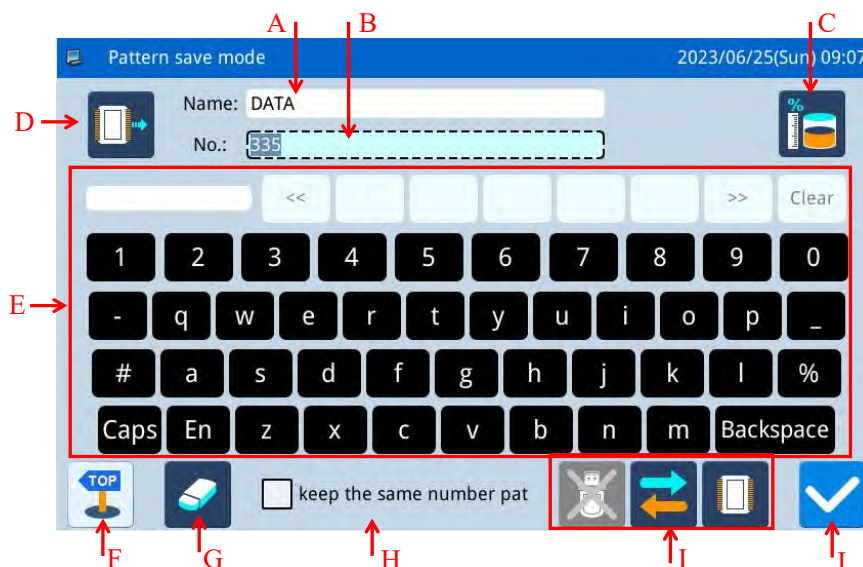 A B C
Pattern save mode 2023/06/25(Sun) 09:07
D Name: DATA %
No.: 335
<< >> Clear
1 2 3 4 5 6 7 8 9 0
E - q w e r t y u i o p _
# a s d f g h j k l %
Caps En z x c v b n m Backspace
TOP keep the same number pat
F G H I